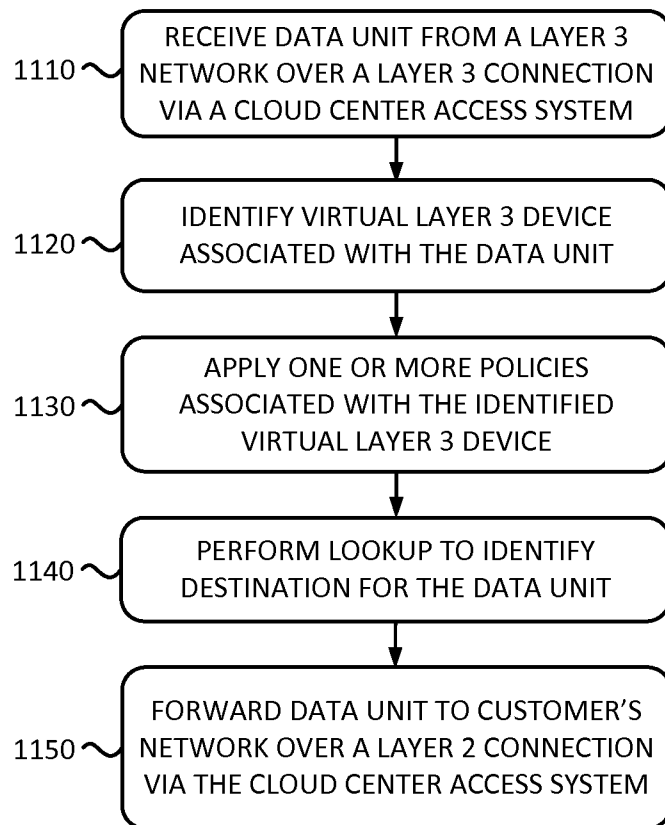 1110
RECEIVE DATA UNIT FROM A LAYER 3
NETWORK OVER A LAYER 3 CONNECTION
VIA A CLOUD CENTER ACCESS SYSTEM
1120
IDENTIFY VIRTUAL LAYER 3 DEVICE
ASSOCIATED WITH THE DATA UNIT
1130
APPLY ONE OR MORE POLICIES
ASSOCIATED WITH THE IDENTIFIED
VIRTUAL LAYER 3 DEVICE
1140
PERFORM LOOKUP TO IDENTIFY
DESTINATION FOR THE DATA UNIT
1150
FORWARD DATA UNIT TO CUSTOMER'S
NETWORK OVER A LAYER 2 CONNECTION
VIA THE CLOUD CENTER ACCESS SYSTEM